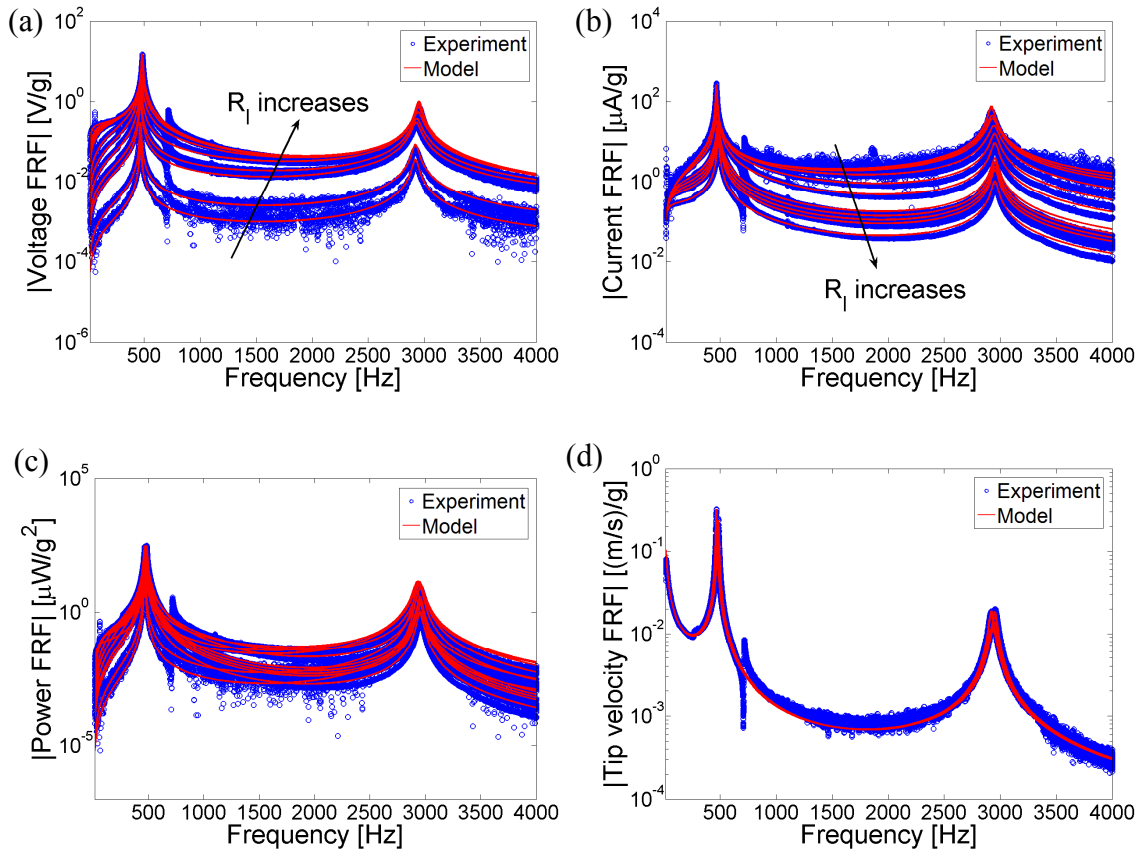 (a)
|Voltage FRF| [V/g]
10^2
10^0
10^-2
10^-4
10^-6
Experiment
Model
R_l increases
500 1000 1500 2000 2500 3000 3500 4000
Frequency [Hz]
(b)
|Current FRF| [μA/g]
10^4
10^2
10^0
10^-2
10^-4
Experiment
Model
R_l increases
500 1000 1500 2000 2500 3000 3500 4000
Frequency [Hz]
(c)
|Power FRF| [μW/g^2]
10^5
10^0
10^-5
Experiment
Model
500 1000 1500 2000 2500 3000 3500 4000
Frequency [Hz]
(d)
|Tip velocity FRF| [(m/s)/g]
10^0
10^-1
10^-2
10^-3
10^-4
Experiment
Model
500 1000 1500 2000 2500 3000 3500 4000
Frequency [Hz]